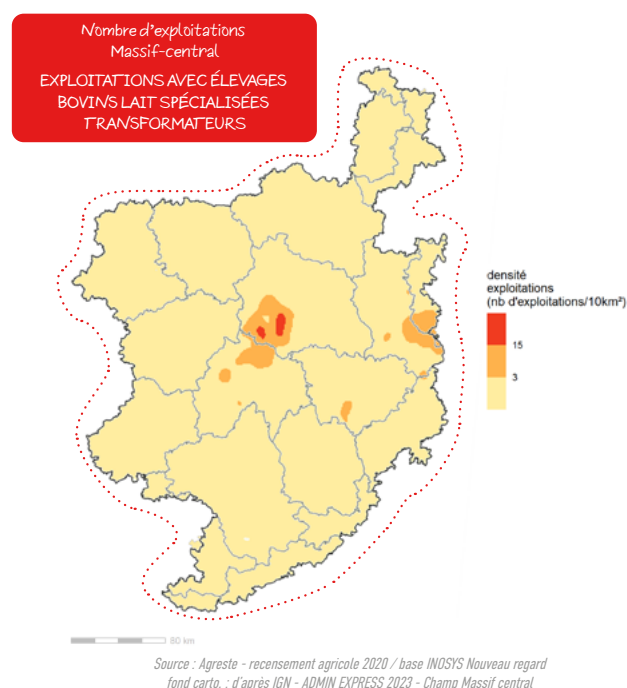 Nombre d'exploitations
Massif-central
EXPLOITATIONS AVEC ÉLEVAGES
BOVINS LAIT SPÉCIALISÉES
TRANSFORMATEURS
densité
exploitations
(nb d'exploitations/10km²)
15
3
80 km
Source : Agreste - recensement agricole 2020 / base INOSYS Nouveau regard
fond carto. : d'après IGN - ADMIN EXPRESS 2023 - Champ Massif central